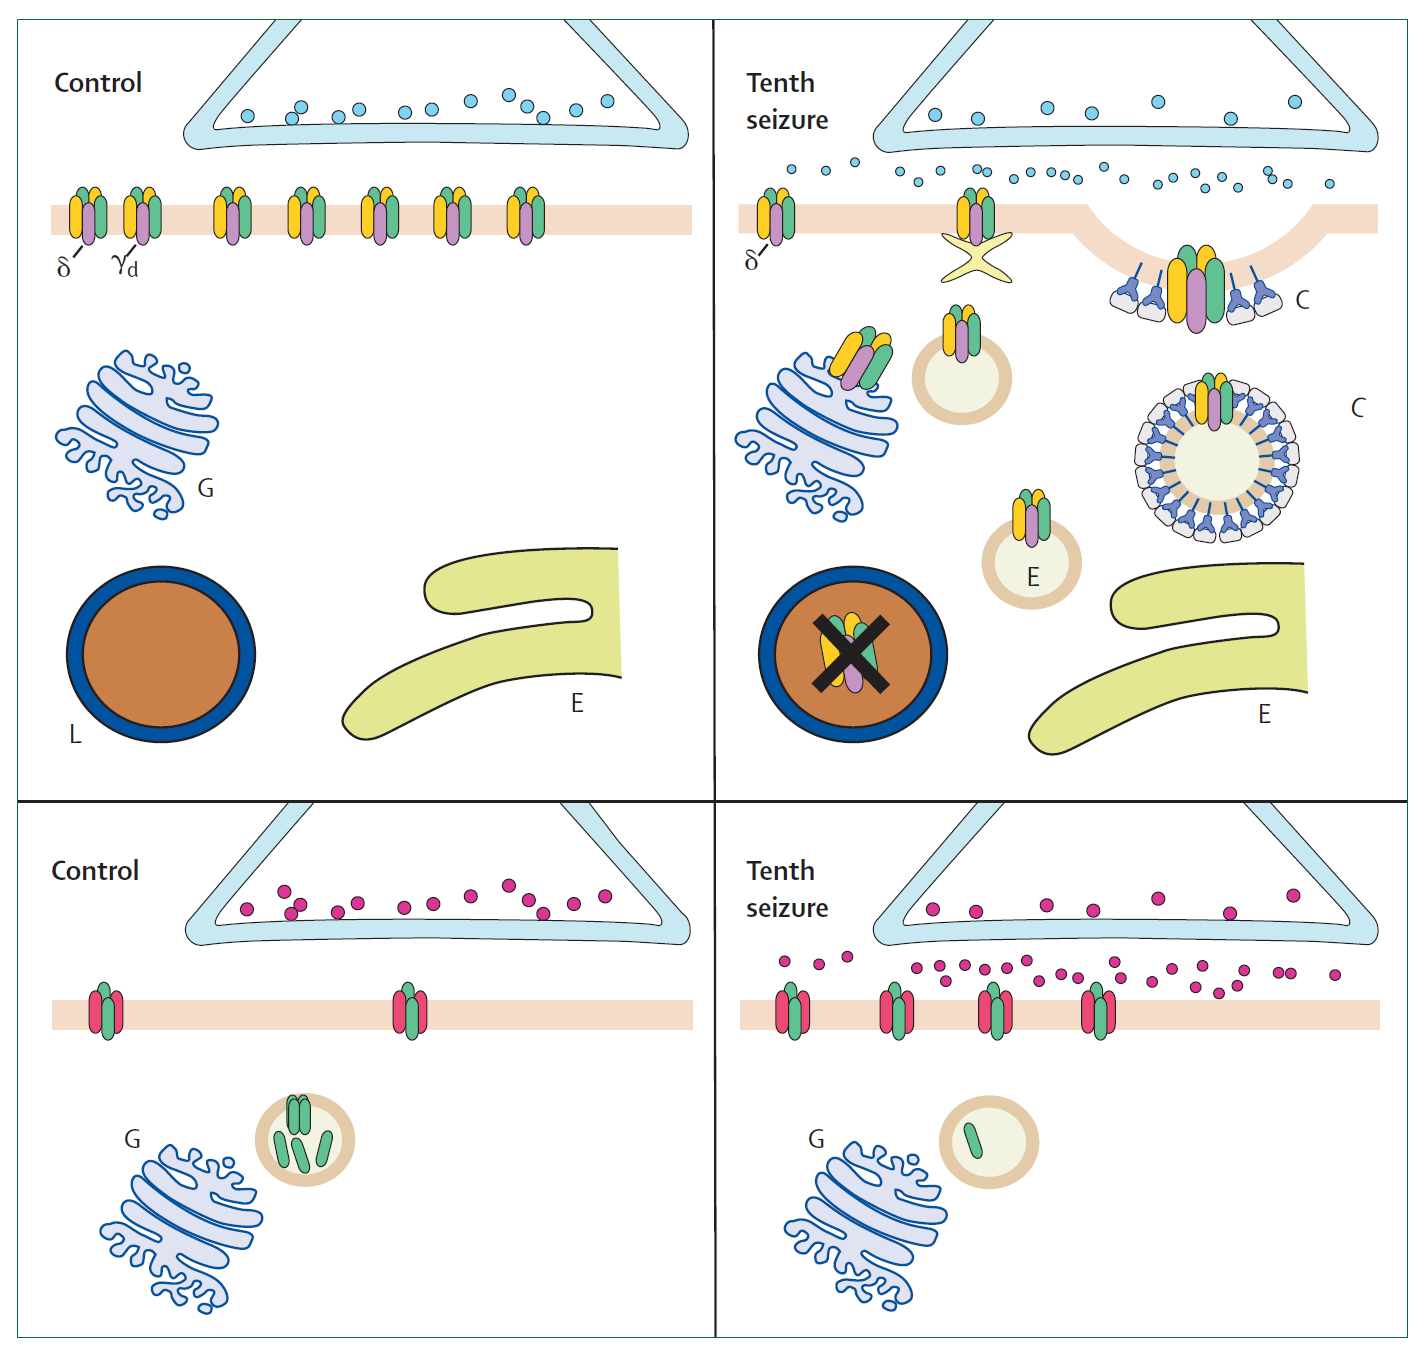 Control
δ
γd
G
L
E
Tenth
seizure
δ
C
C
E
E
Control
G
Tenth
seizure
G